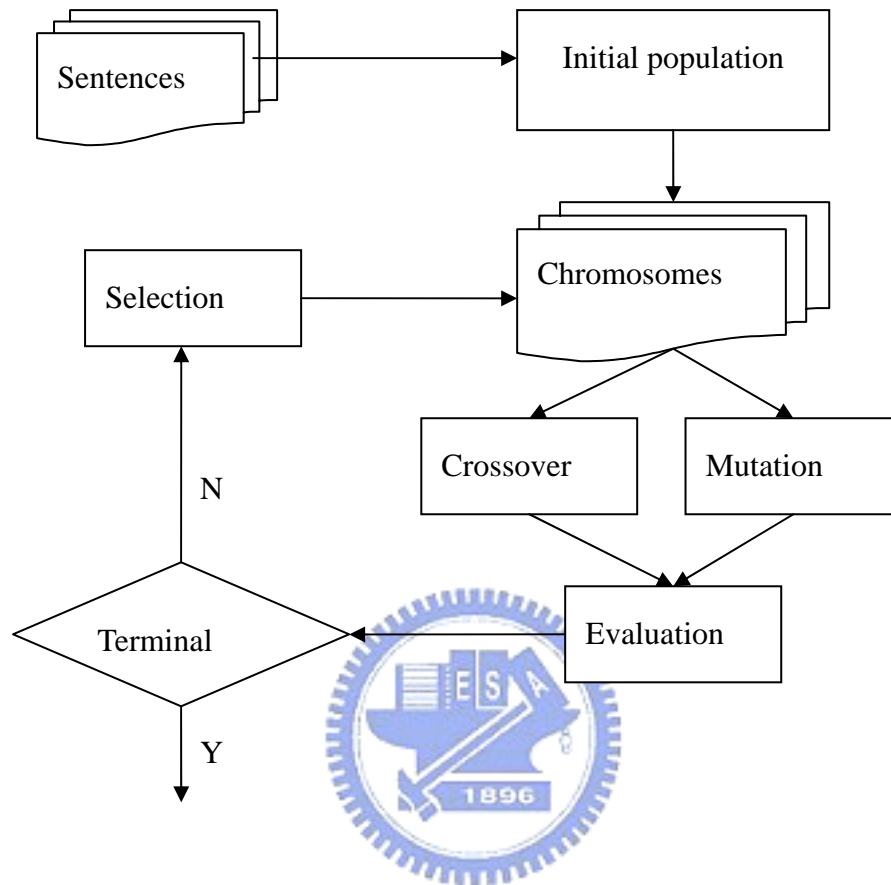 Sentences
Initial population
Selection
Chromosomes
Crossover
Mutation
N
Terminal
Evaluation
Y
E S A
1896